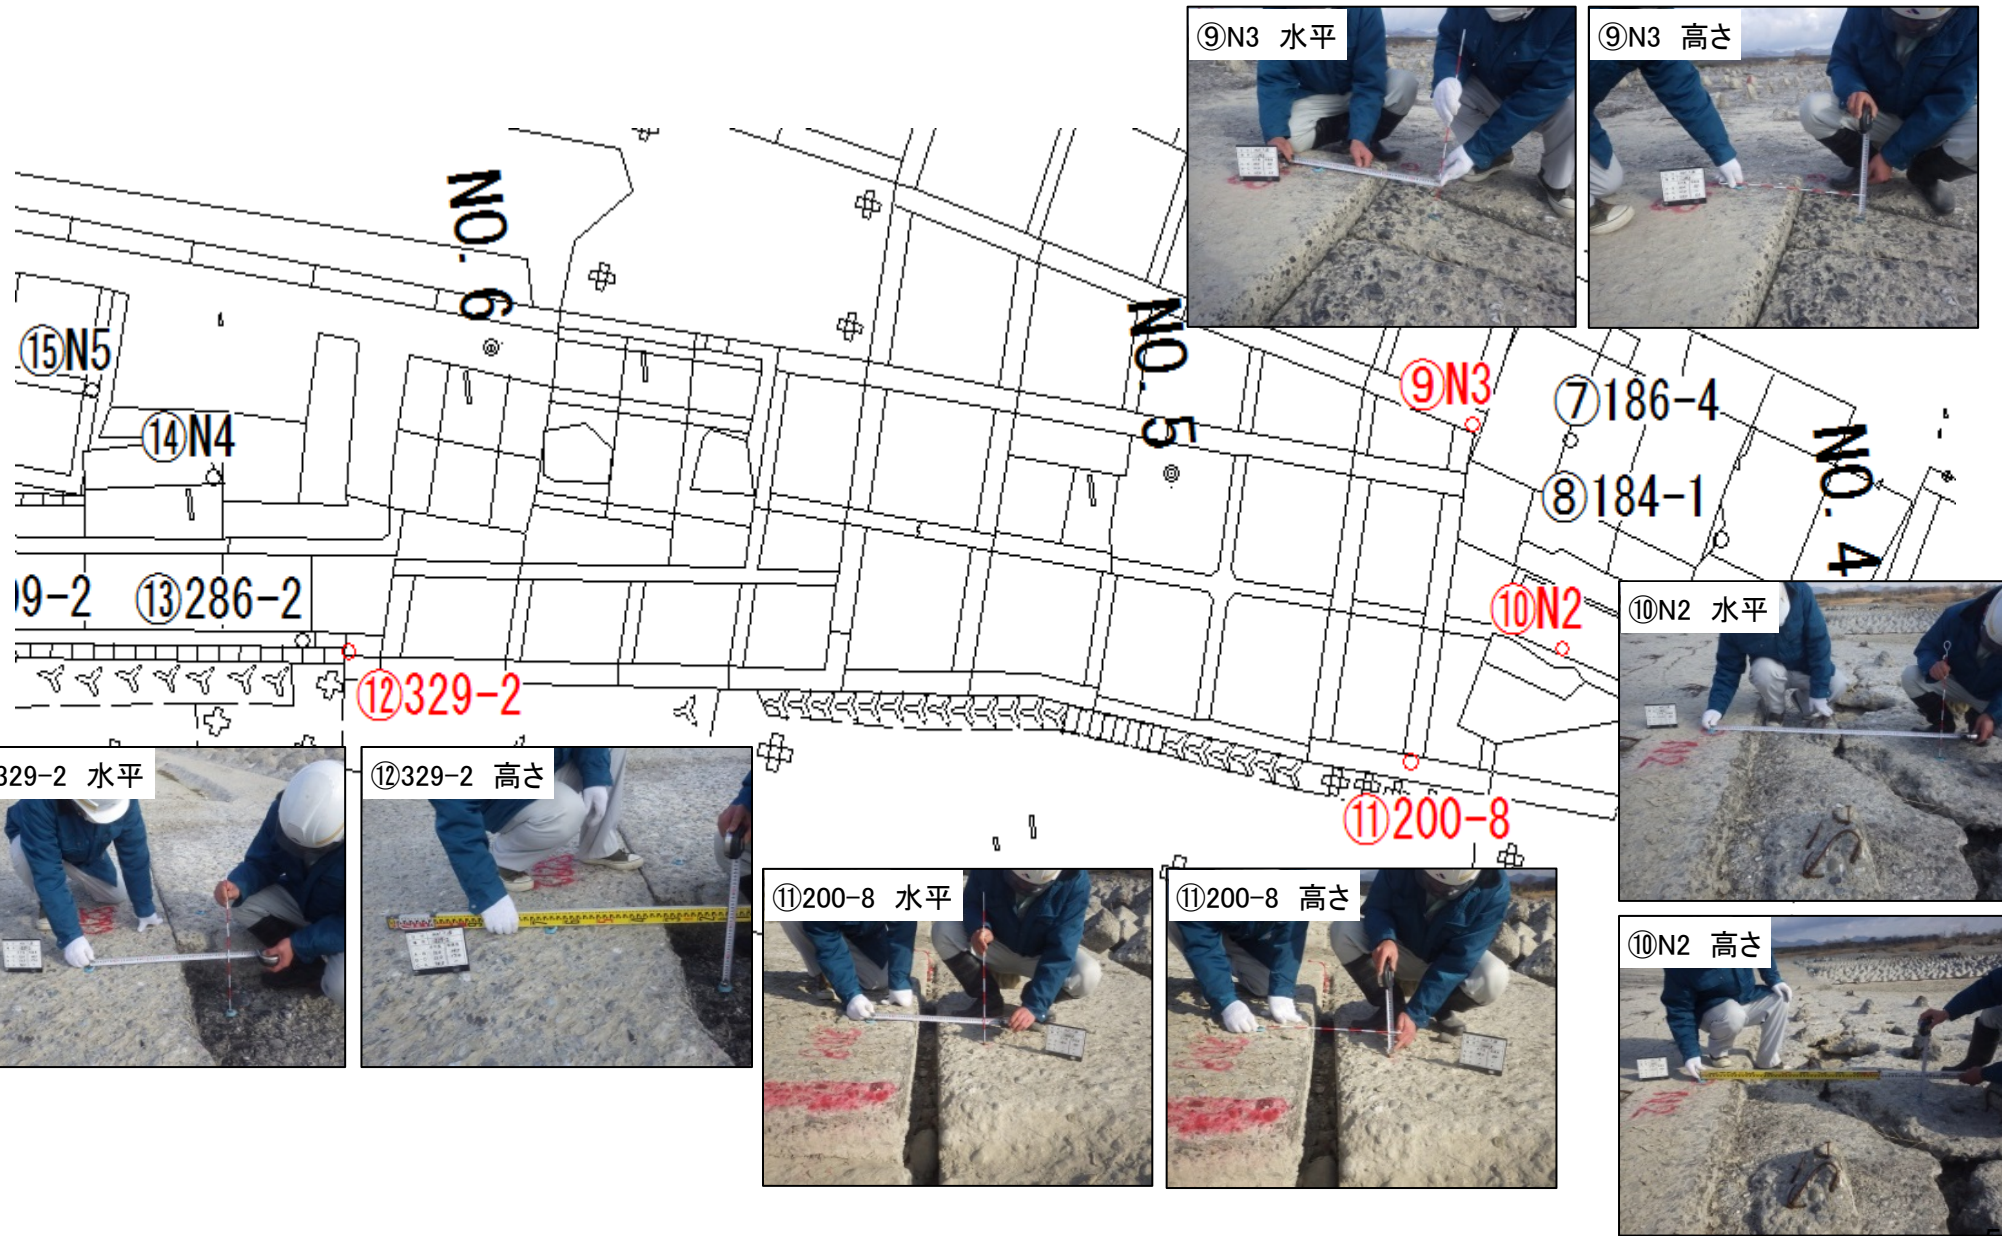 ⑨N3 水平
⑨N3 高さ
NO. 6
NO. 5
NO. 4
⑮N5
⑭N4
⑨N3
⑦186-4
⑧184-1
9-2
⑬286-2
⑩N2
⑩N2 水平
⑫329-2
329-2 水平
⑫329-2 高さ
⑪200-8
⑪200-8 水平
⑪200-8 高さ
⑩N2 高さ